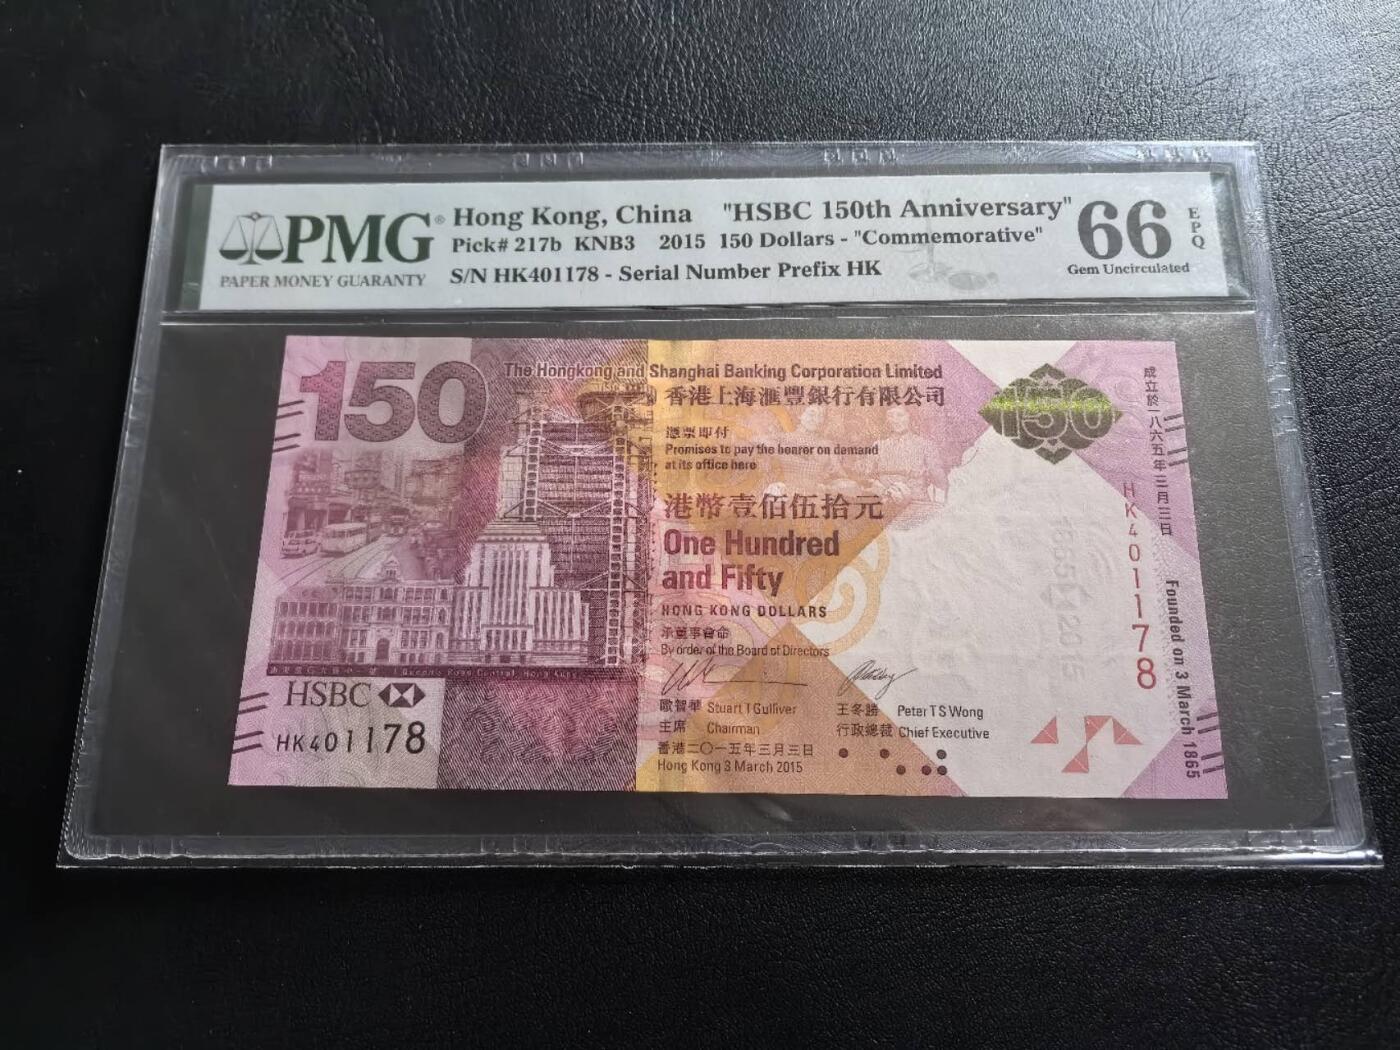 PMG®
PAPER MONEY GUARANTY
Hong Kong, China "HSBC 150th Anniversary"
Pick# 217b KNB3 2015 150 Dollars - "Commemorative"
S/N HK401178 - Serial Number Prefix HK
66
EPQ
Gem Uncirculated
150
The Hongkong and Shanghai Banking Corporation Limited
香港上海滙豐銀行有限公司
憑票即付
Promises to pay the bearer on demand
at its office here
港幣壹佰伍拾元
One Hundred
and Fifty
HONG KONG DOLLARS
承董事會命
By order of the Board of Directors
歐智華 Stuart T Gulliver
主席 Chairman
王冬勝 Peter T S Wong
行政總裁 Chief Executive
香港二〇一五年三月三日
Hong Kong 3 March 2015
HSBC
HK401178
150
成立於一八六五年三月三日
HK401178
Founded on 3 March 1865